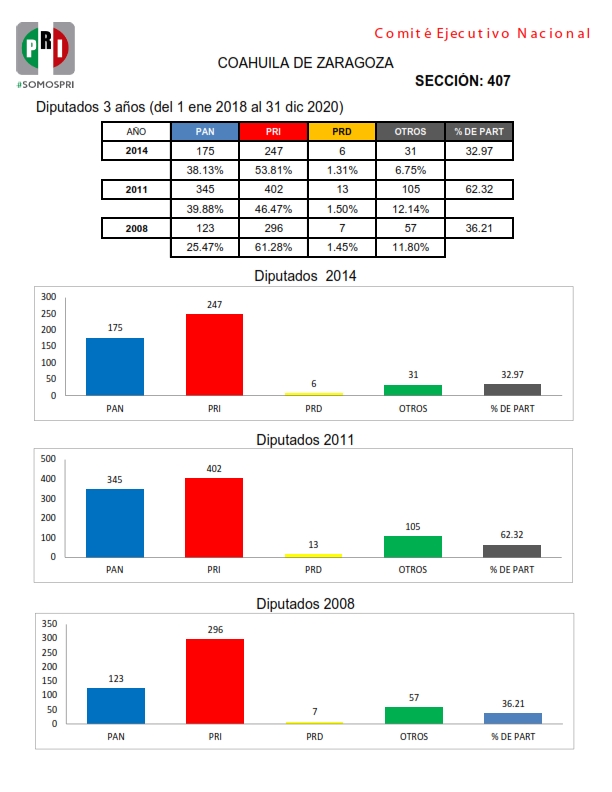 PRI
#SOMOSPRI
Comité Ejecutivo Nacional
COAHUILA DE ZARAGOZA
SECCIÓN: 407
Diputados 3 años (del 1 ene 2018 al 31 dic 2020)
AÑO PAN PRI PRD OTROS % DE PART
2014 175 247 6 31 32.97
38.13% 53.81% 1.31% 6.75%
2011 345 402 13 105 62.32
39.88% 46.47% 1.50% 12.14%
2008 123 296 7 57 36.21
25.47% 61.28% 1.45% 11.80%
Diputados 2014
300
250
200
150
100
50
0
175
247
6
31
32.97
PAN PRI PRD OTROS % DE PART
Diputados 2011
500
400
300
200
100
0
345
402
13
105
62.32
PAN PRI PRD OTROS % DE PART
Diputados 2008
350
300
250
200
150
100
50
0
123
296
7
57
36.21
PAN PRI PRD OTROS % DE PART